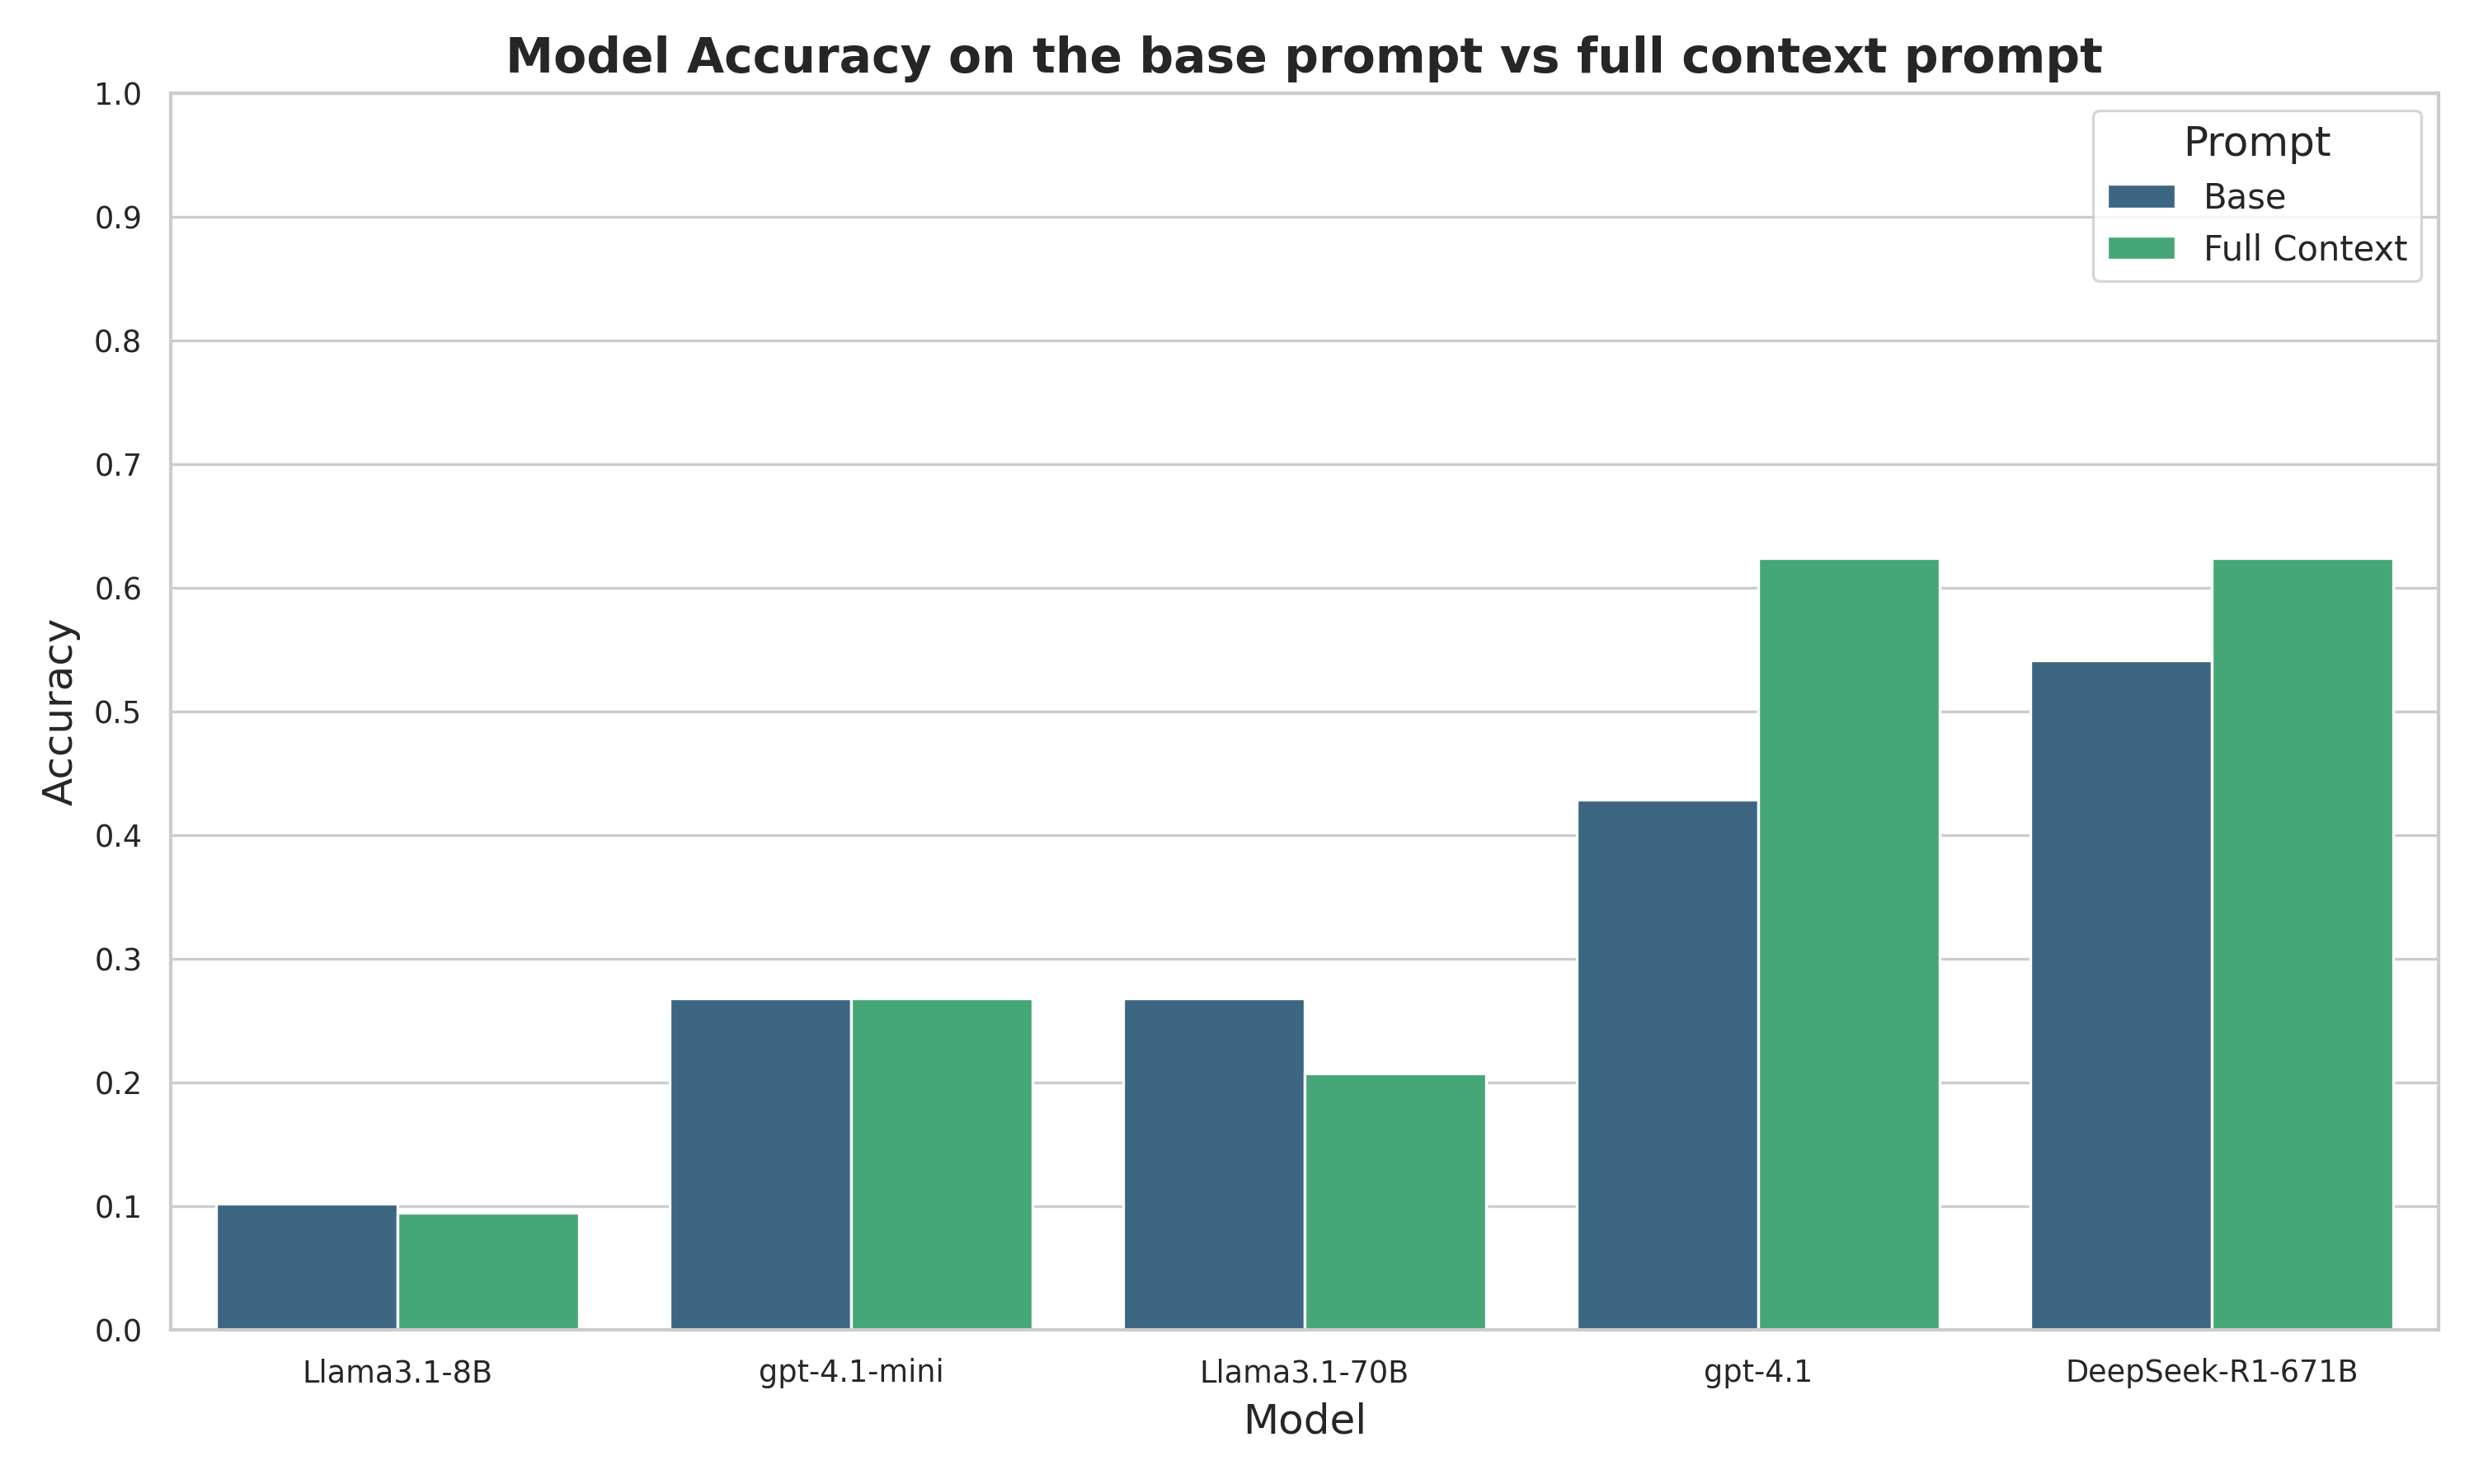 Model Accuracy on the base prompt vs full context prompt
1.0
0.9
0.8
0.7
0.6
0.5
0.4
0.3
0.2
0.1
0.0
Accuracy
Prompt
Base
Full Context
Llama3.1-8B
gpt-4.1-mini
Llama3.1-70B
gpt-4.1
DeepSeek-R1-671B
Model